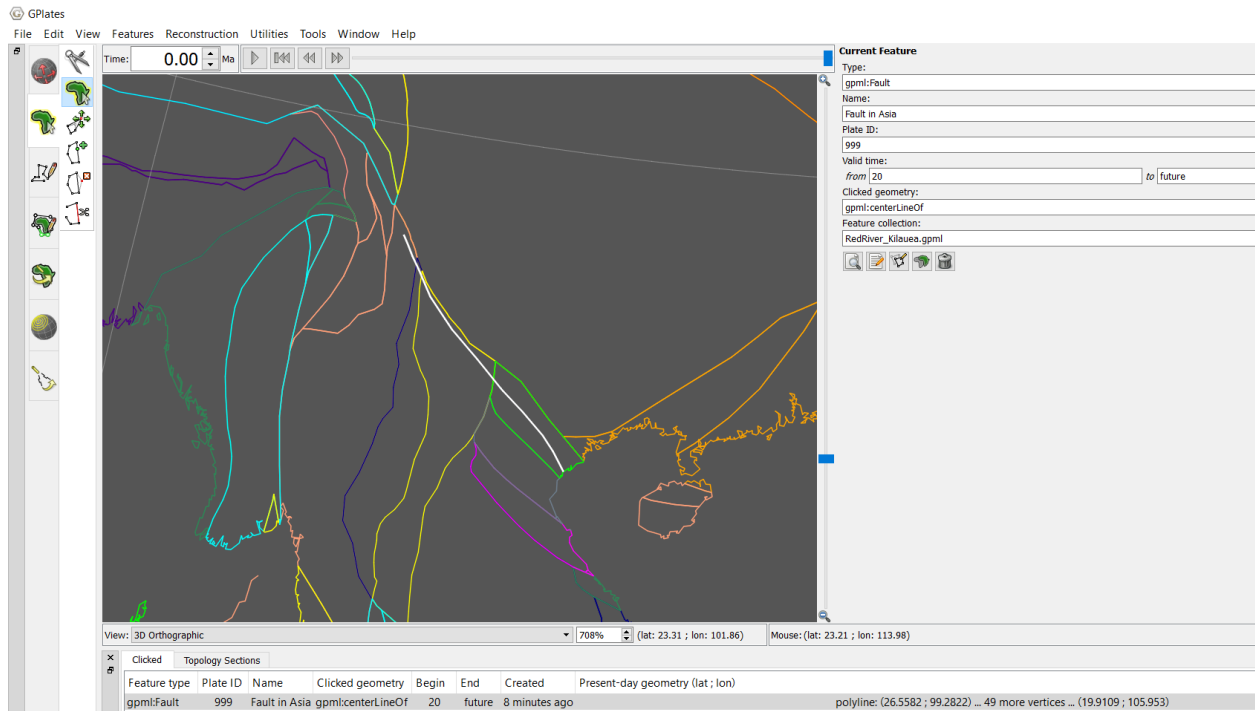 GPlates
File Edit View Features Reconstruction Utilities Tools Window Help
Time: 0.00 Ma
Current Feature
Type:
gpml:Fault
Name:
Fault in Asia
Plate ID:
999
Valid time:
from 20 to future
Clicked geometry:
gpml:centerLineOf
Feature collection:
RedRiver_Kilauea.gpml
View: 3D Orthographic 708% (lat: 23.31 ; lon: 101.86) Mouse: (lat: 23.21 ; lon: 113.98)
Clicked Topology Sections
Feature type Plate ID Name Clicked geometry Begin End Created Present-day geometry (lat ; lon)
gpml:Fault 999 Fault in Asia gpml:centerLineOf 20 future 8 minutes ago polyline: (26.5582 ; 99.2822) ... 49 more vertices ... (19.9109 ; 105.953)